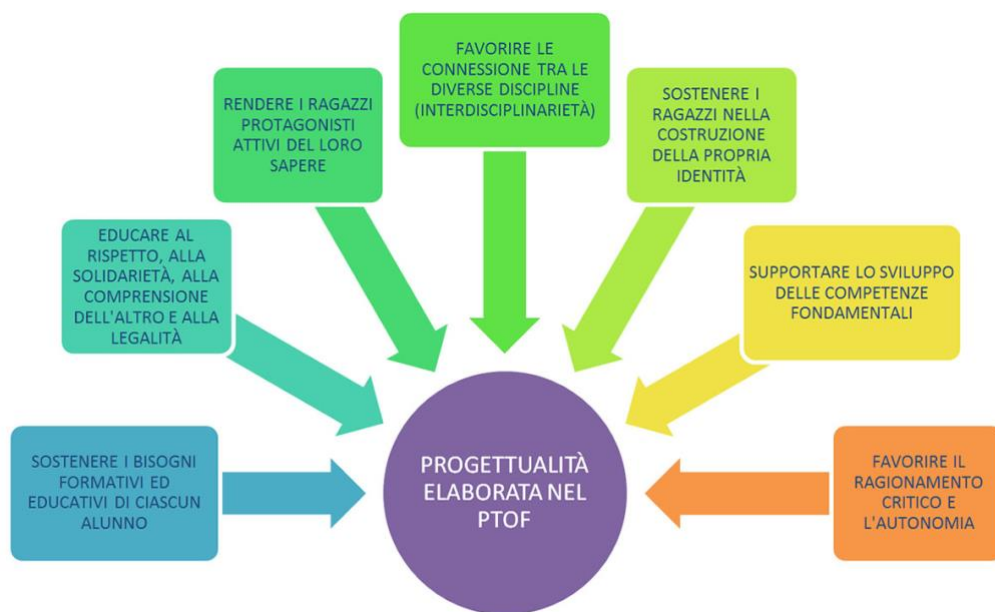 FAVORIRE LE
CONNESSIONE TRA LE
DIVERSE DISCIPLINE
(INTERDISCIPLINARIETÀ)
RENDERE I RAGAZZI
PROTAGONISTI
ATTIVI DEL LORO
SAPERE
SOSTENERE I
RAGAZZI NELLA
COSTRUZIONE
DELLA PROPRIA
IDENTITÀ
EDUCARE AL
RISPETTO, ALLA
SOLIDARIETÀ, ALLA
COMPRENSIONE
DELL'ALTRO E ALLA
LEGALITÀ
SUPPORTARE LO SVILUPPO
DELLE COMPETENZE
FONDAMENTALI
SOSTENERE I BISOGNI
FORMATIVI ED
EDUCATIVI DI CIASCUN
ALUNNO
PROGETTUALITÀ
ELABORATA NEL
PTOF
FAVORIRE IL
RAGIONAMENTO
CRITICO E
L'AUTONOMIA